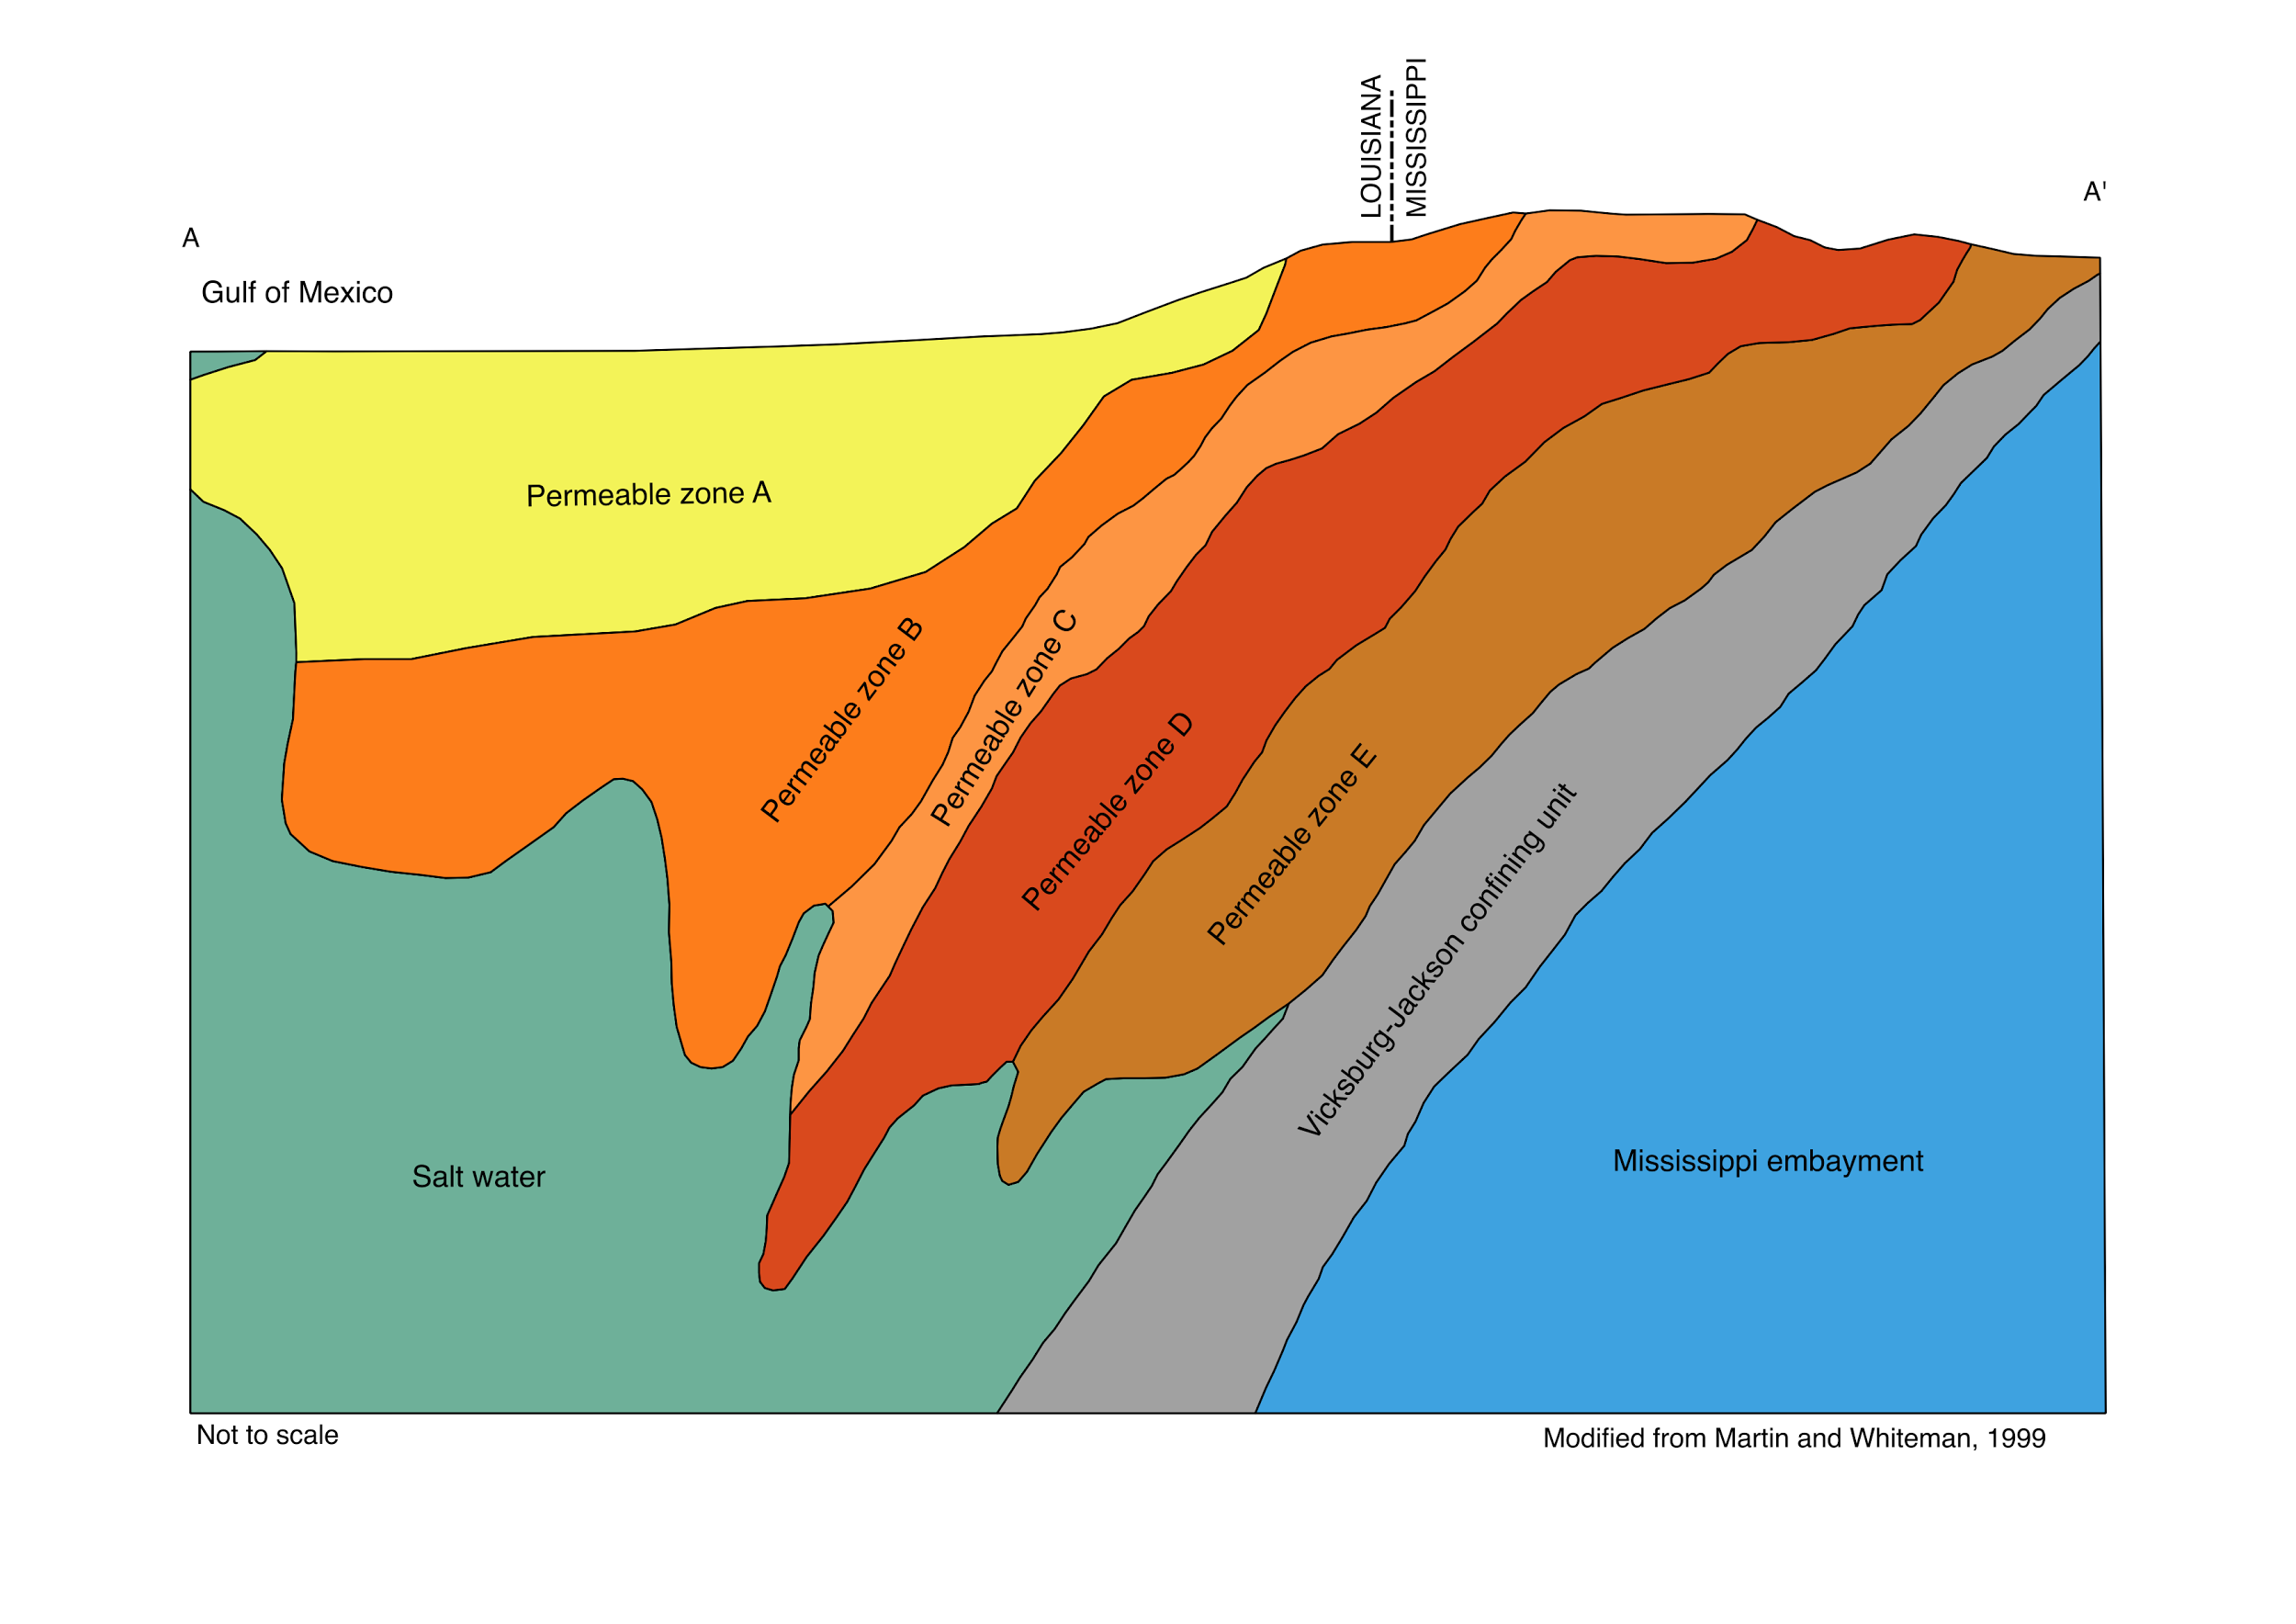 LOUISIANA
MISSISSIPPI
A
A'
Gulf of Mexico
Permeable zone A
Permeable zone B
Permeable zone C
Permeable zone D
Permeable zone E
Vicksburg-Jackson confining unit
Salt water
Mississippi embayment
Not to scale
Modified from Martin and Whiteman, 1999